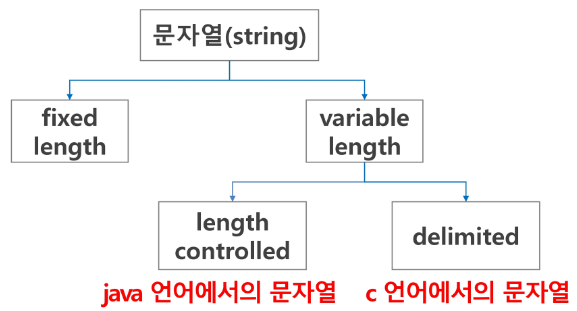 문자열(string)
fixed
length
variable
length
length
controlled
delimited
java 언어에서의 문자열
c 언어에서의 문자열